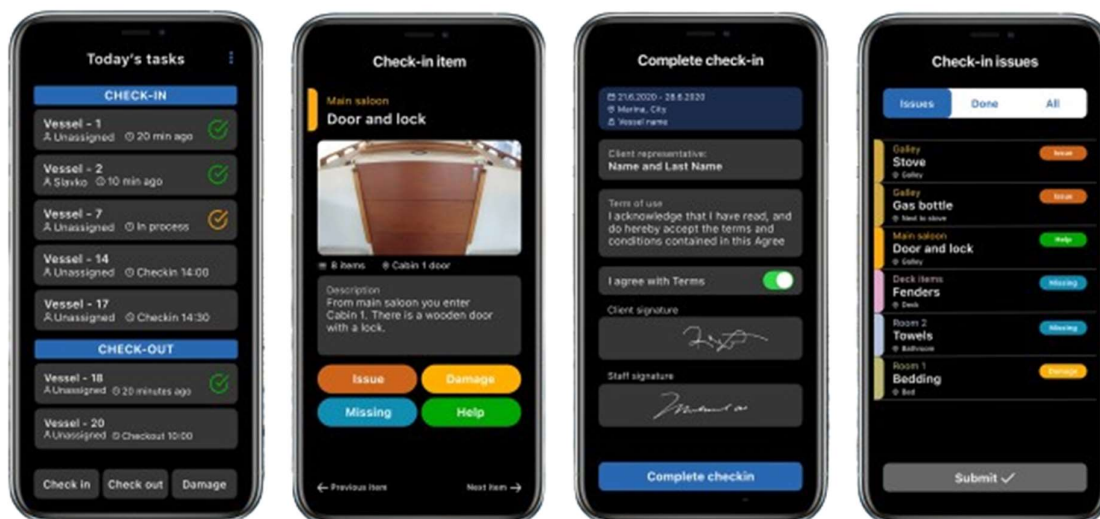 Today's tasks
CHECK-IN
Vessel - 1
Unassigned 20 min ago
Vessel - 2
Slavko 10 min ago
Vessel - 7
Unassigned In process
Vessel - 14
Unassigned Checkin 14:00
Vessel - 17
Unassigned Checkin 14:30
CHECK-OUT
Vessel - 18
Unassigned 20 minutes ago
Vessel - 20
Unassigned Checkout 10:00
Check in Check out Damage
Check-in item
Main saloon
Door and lock
8 items Cabin 1 door
Description
From main saloon you enter
Cabin 1. There is a wooden door
with a lock.
Issue Damage
Missing Help
← Previous item Next item →
Complete check-in
21.6.2020 - 28.6.2020
Marina, City
Vessel name
Client representative:
Name and Last Name
Term of use
I acknowledge that I have read, and
do hereby accept the terms and
conditions contained in this Agree
I agree with Terms
Client signature
Staff signature
Complete checkin
Check-in issues
Issues Done All
Galley
Stove Issue
Galley
Galley
Gas bottle Issue
Next to stove
Main saloon
Door and lock Help
Galley
Deck items
Fenders Missing
Deck
Room 2
Towels Missing
Bathroom
Room 1
Bedding Damage
Bed
Submit ✓